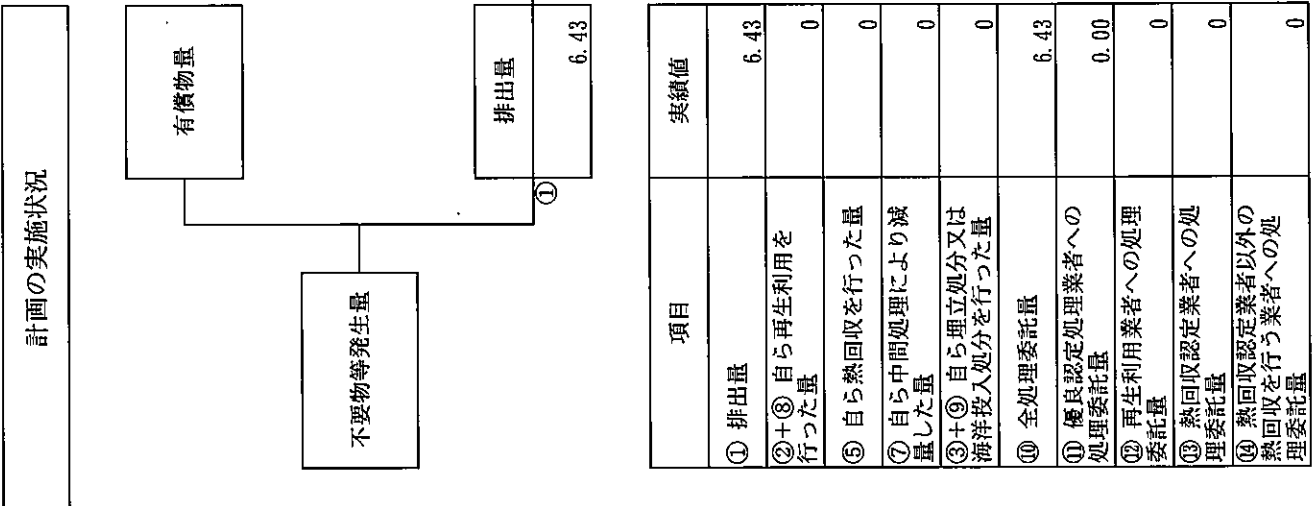 計画の実施状況
有償物量
不要物等発生量
①
排出量
6.43
項目
実績値
① 排出量
6.43
②+⑧ 自ら再生利用を
行った量
0
⑤ 自ら熱回収を行った量
0
⑦ 自ら中間処理により減
量した量
0
③+⑨ 自ら埋立処分又は
海洋投入処分を行った量
0
⑩ 全処理委託量
6.43
⑪ 優良認定処理業者への
処理委託量
0.00
⑫ 再生利用業者への処理
委託量
0
⑬ 熱回収認定業者への処
理委託量
0
⑭ 熱回収認定業者以外の
熱回収を行う業者への処
理委託量
0